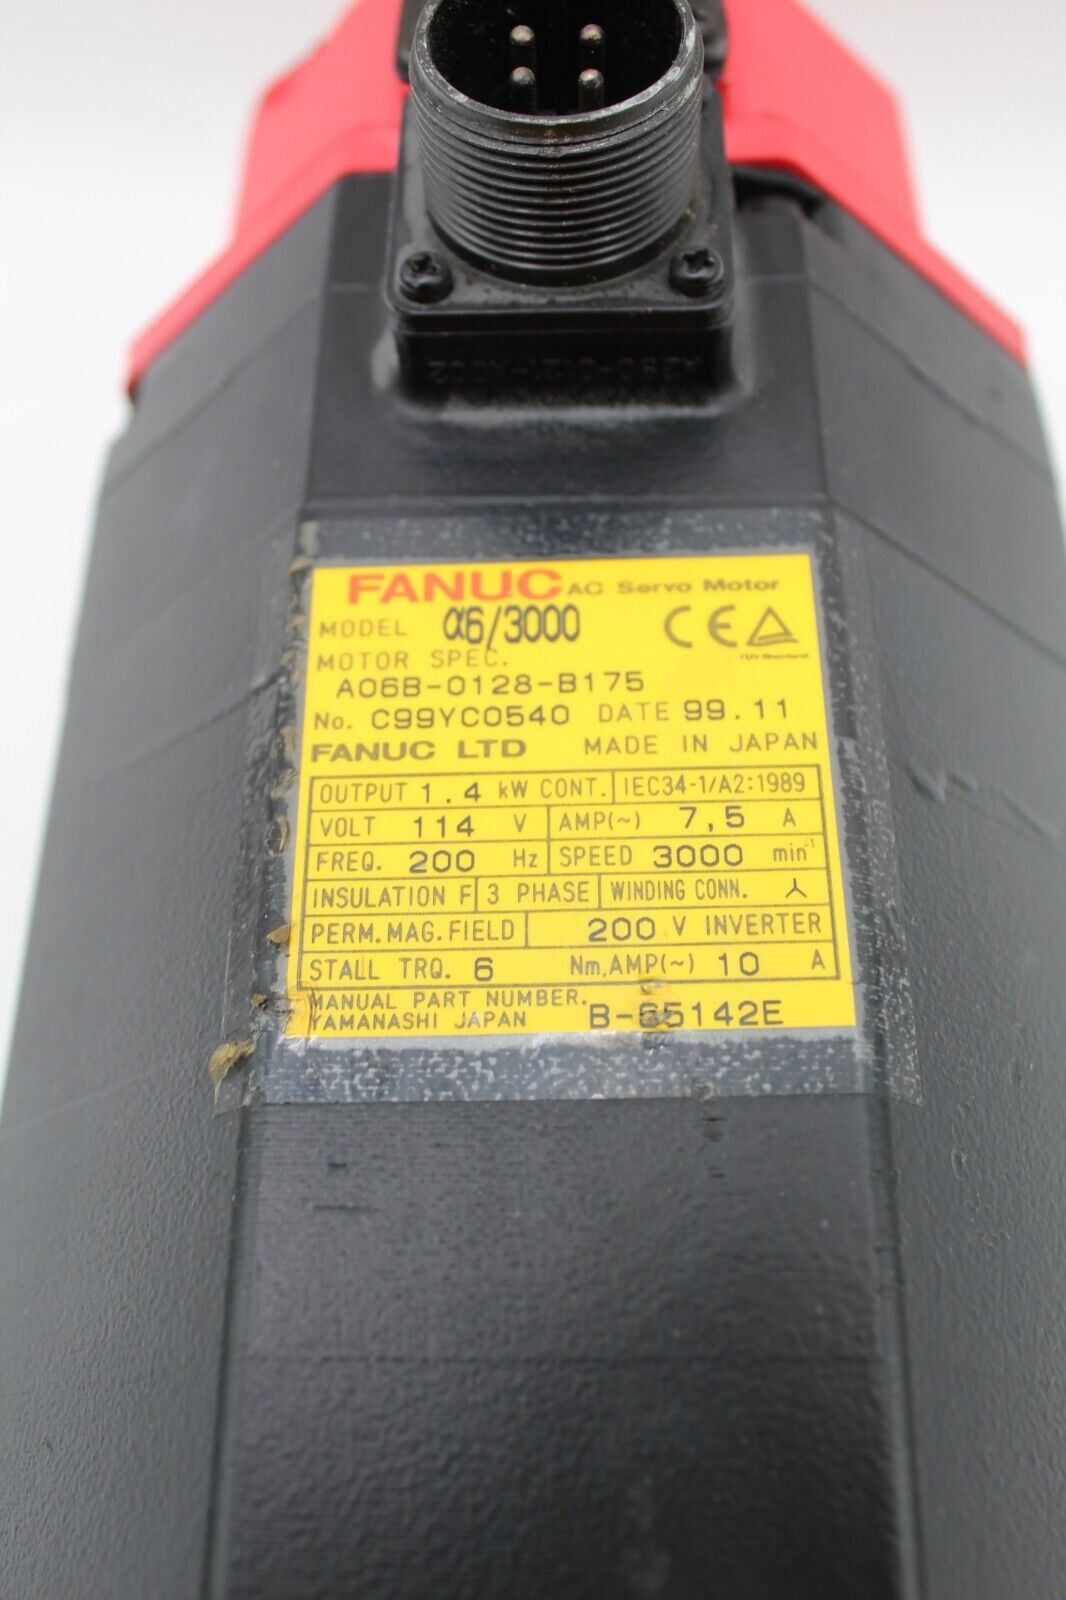 FANUC AC Servo Motor
MODEL α6/3000 CE
TÜV Rheinland
MOTOR SPEC.
A06B-0128-B175
No. C99YC0540 DATE 99.11
FANUC LTD MADE IN JAPAN
OUTPUT 1.4 kW CONT. IEC34-1/A2:1989
VOLT 114 V AMP(~) 7,5 A
FREQ. 200 Hz SPEED 3000 min⁻¹
INSULATION F 3 PHASE WINDING CONN.
PERM.MAG.FIELD 200 V INVERTER
STALL TRQ. 6 Nm,AMP(~) 10 A
MANUAL PART NUMBER. B-65142E
YAMANASHI JAPAN